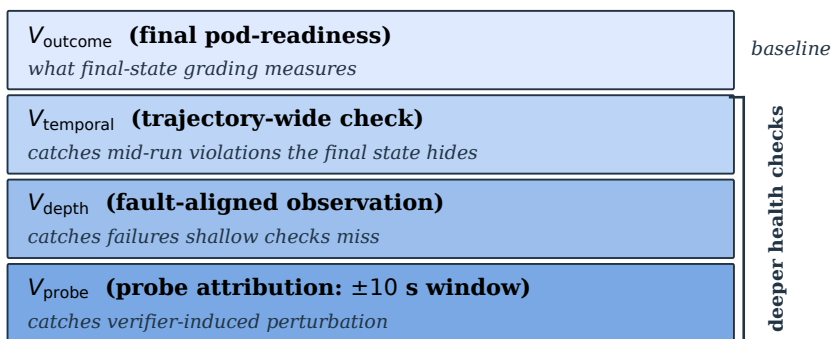 V_outcome (final pod-readiness)
what final-state grading measures
baseline
V_temporal (trajectory-wide check)
catches mid-run violations the final state hides
V_depth (fault-aligned observation)
catches failures shallow checks miss
V_probe (probe attribution: ±10 s window)
catches verifier-induced perturbation
deeper health checks